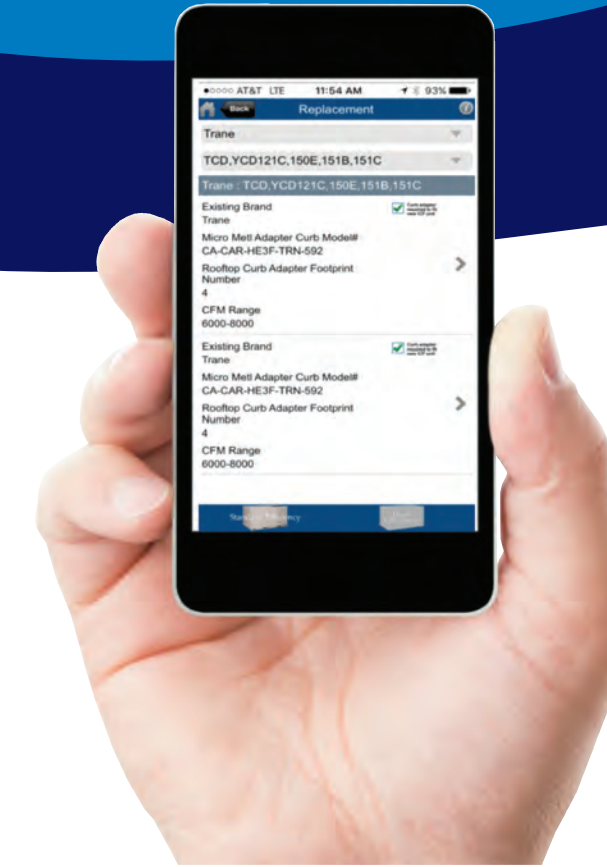 AT&T LTE 11:54 AM 93%
Back Replacement
Trane
TCD,YCD121C,150E,151B,151C
Trane : TCD,YCD121C,150E,151B,151C
Existing Brand
Trane
Micro Metl Adapter Curb Model#
CA-CAR-HE3F-TRN-592
Rooftop Curb Adapter Footprint
Number
4
CFM Range
6000-8000
Existing Brand
Trane
Micro Metl Adapter Curb Model#
CA-CAR-HE3F-TRN-592
Rooftop Curb Adapter Footprint
Number
4
CFM Range
6000-8000